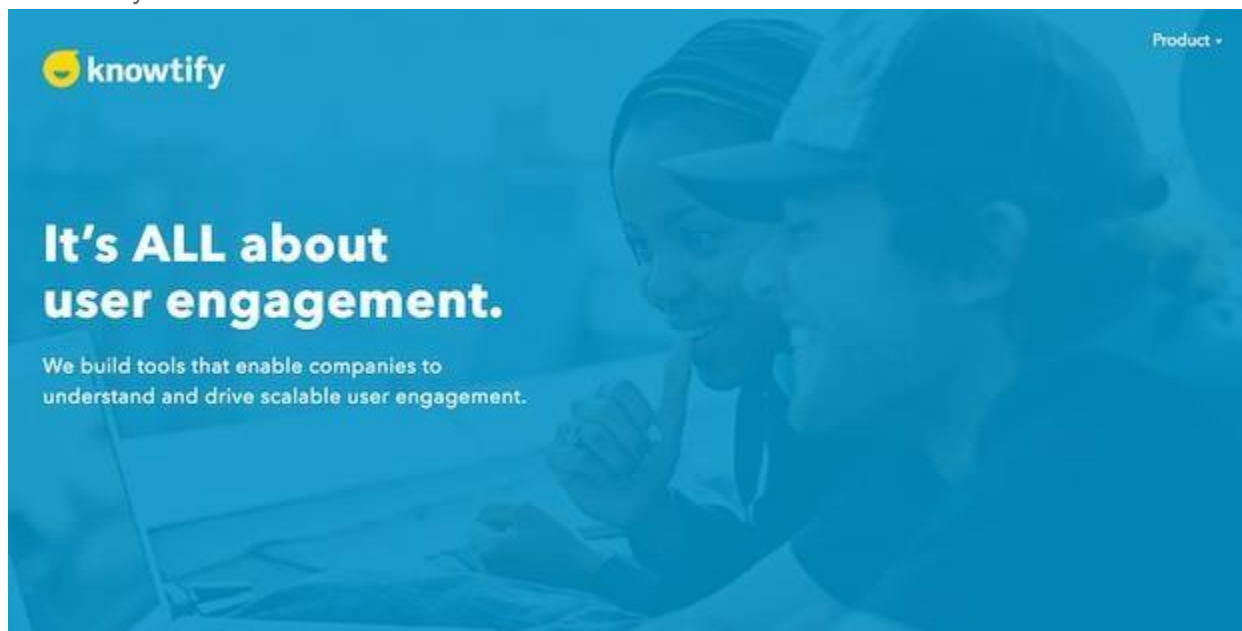 knowtify
Product
It's ALL about
user engagement.
We build tools that enable companies to
understand and drive scalable user engagement.